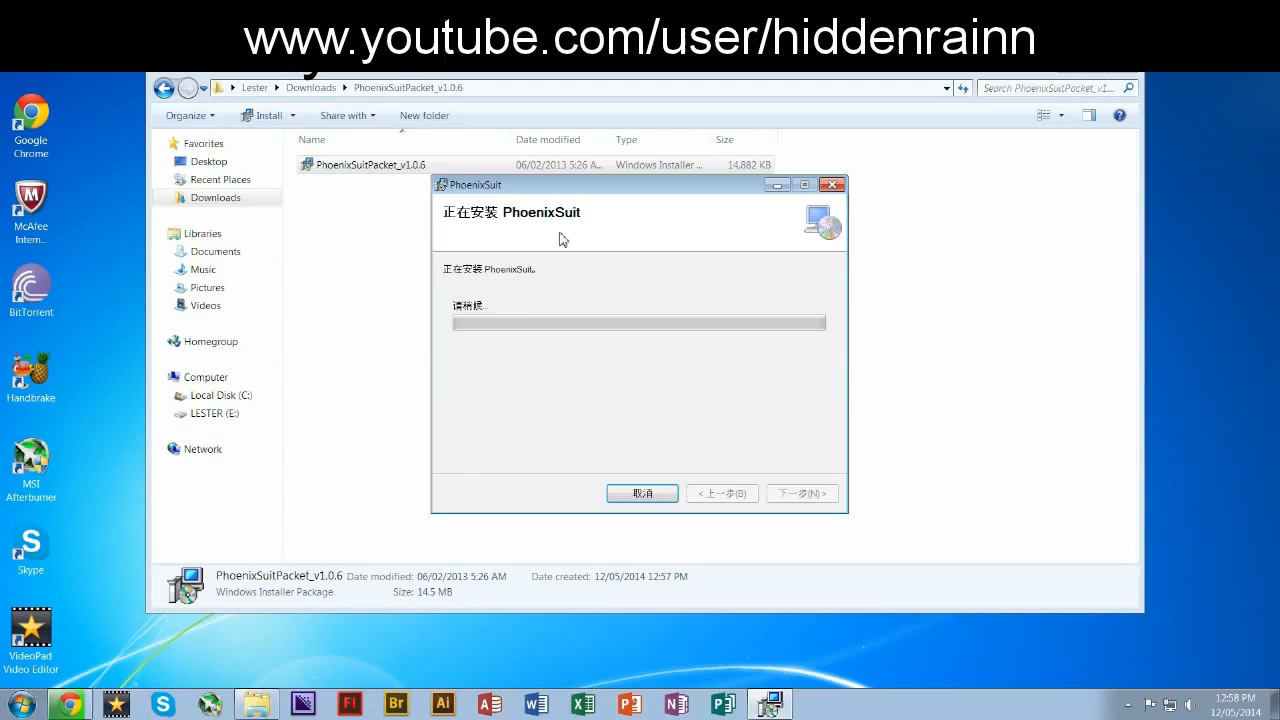 www.youtube.com/user/hiddenrainn
Lester
Downloads
PhoenixSuitPacket_v1.0.6
Search PhoenixSuitPacket_v1...
Organize
Install
Share with
New folder
Name
Date modified
Type
Size
PhoenixSuitPacket_v1.0.6
06/02/2013 5:26 A...
Windows Installer ...
14,882 KB
Favorites
Desktop
Recent Places
Downloads
Libraries
Documents
Music
Pictures
Videos
Homegroup
Computer
Local Disk (C:)
LESTER (E:)
Network
PhoenixSuit
正在安装 PhoenixSuit
正在安装 PhoenixSuit。
请稍候...
取消
< 上一步(B)
下一步(N) >
PhoenixSuitPacket_v1.0.6
Date modified: 06/02/2013 5:26 AM
Date created: 12/05/2014 12:57 PM
Windows Installer Package
Size: 14.5 MB
Google
Chrome
McAfee
Intern...
BitTorrent
Handbrake
MSI
Afterburner
Skype
VideoPad
Video Editor
12:58 PM
12/05/2014